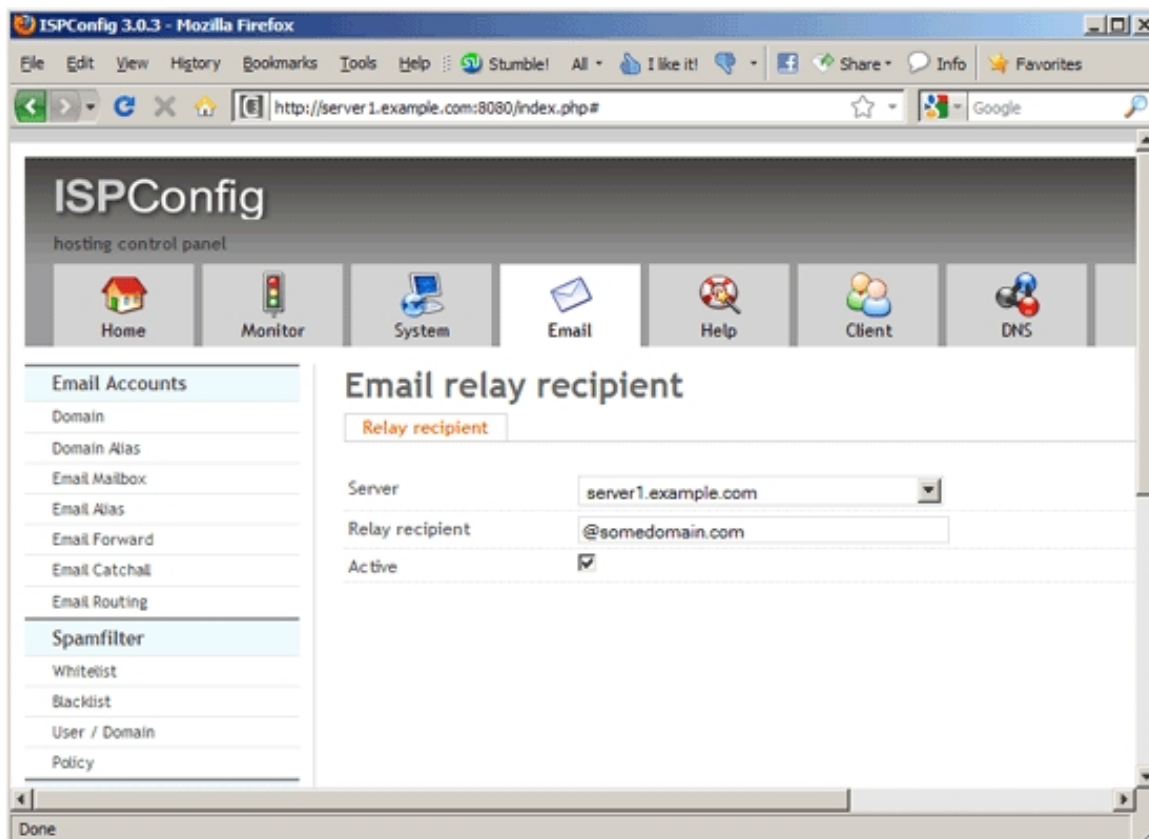 ISPConfig 3.0.3 - Mozilla Firefox
File Edit View History Bookmarks Tools Help Stumble! All I like it! Share Info Favorites
http://server1.example.com:8080/index.php# Google
ISPConfig
hosting control panel
Home Monitor System Email Help Client DNS
Email Accounts
Domain
Domain Alias
Email Mailbox
Email Alias
Email Forward
Email Catchall
Email Routing
Spamfilter
Whitelist
Blacklist
User / Domain
Policy
Email relay recipient
Relay recipient
Server server1.example.com
Relay recipient @somedomain.com
Active
Done